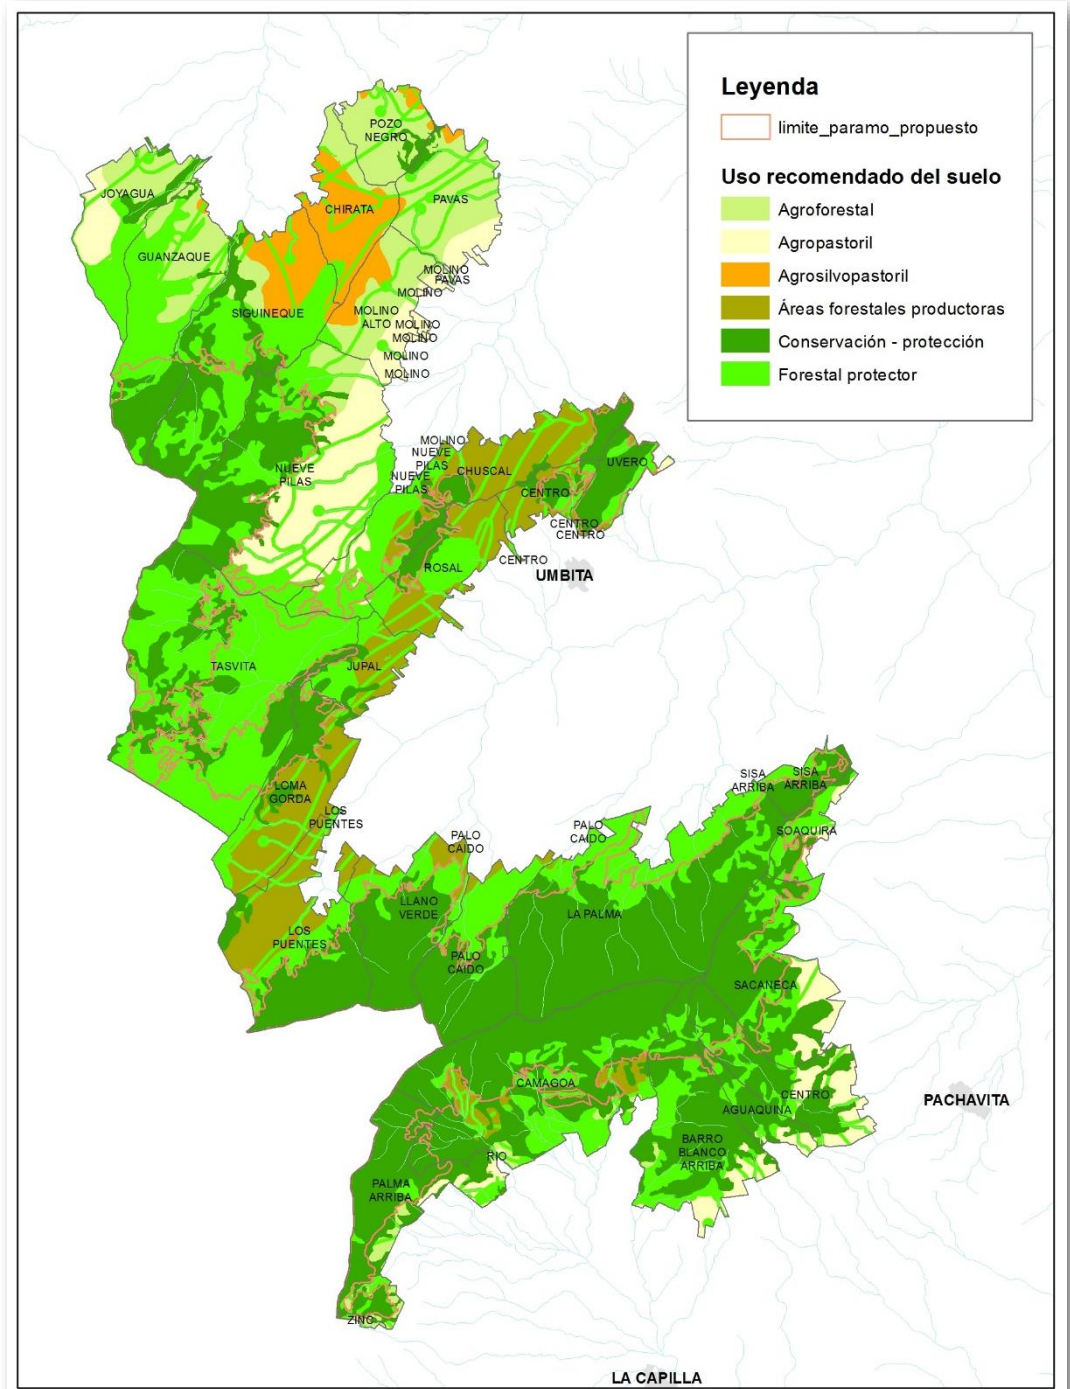 Leyenda
limite_paramo_propuesto
Uso recomendado del suelo
Agroforestal
Agropastoril
Agrosilvopastoril
Áreas forestales productoras
Conservación - protección
Forestal protector
POZO
NEGRO
JOYAGUA
PAVAS
CHIRATA
GUANZAQUE
MOLINO
PAVAS
MOLINO
SIGUINEQUE
MOLINO
ALTO
MOLINO
MOLINO
MOLINO
MOLINO
MOLINO
NUEVE
PILAS
CHUSCAL
UVERO
NUEVE
PILAS
NUEVE
PILAS
CENTRO
CENTRO
CENTRO
CENTRO
ROSAL
UMBITA
TASVITA
JUPAL
LOMA
GORDA
LOS
PUENTES
SISA
ARRIBA
SISA
ARRIBA
SOAQUIRA
PALO
CAIDO
PALO
CAIDO
LLANO
VERDE
LA PALMA
LOS
PUENTES
PALO
CAIDO
SACANECA
CAMAGOA
CENTRO
AGUAQUINA
PACHAVITA
BARRO
BLANCO
ARRIBA
RIO
PALMA
ARRIBA
ZINC
LA CAPILLA